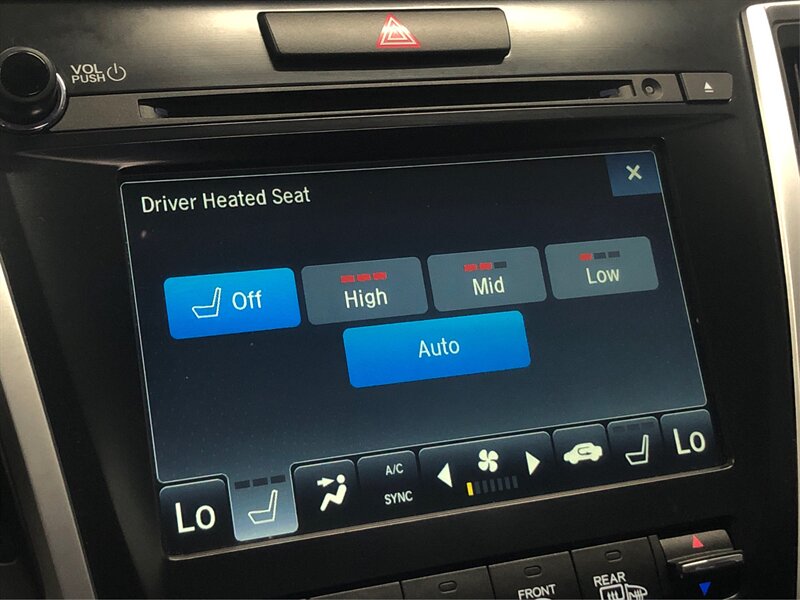 VOL
PUSH
Driver Heated Seat
Off
High
Mid
Low
Auto
Lo
A/C
SYNC
Lo
FRONT
REAR